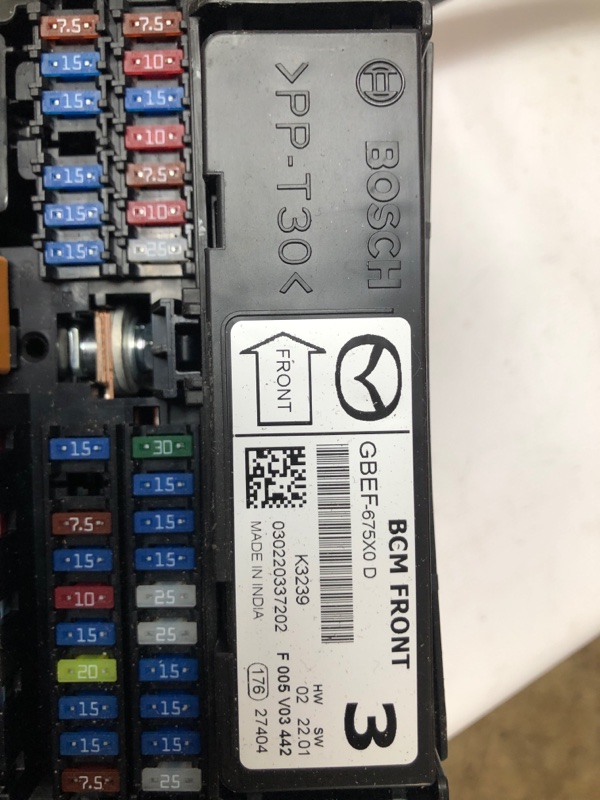 BOSCH
>PP-T30<
FRONT
GBEF-675X0 D
BCM FRONT
3
K3239
030220337202
MADE IN INDIA
HW SW
02 22.01
F 005 V03 442
176 27404
7.5 7.5
15 10
15 15
10
15 7.5
15 10
15 25
15 30
15
7.5 15
15 15
10 25
15 25
20 15
15 15
15 15
7.5 25